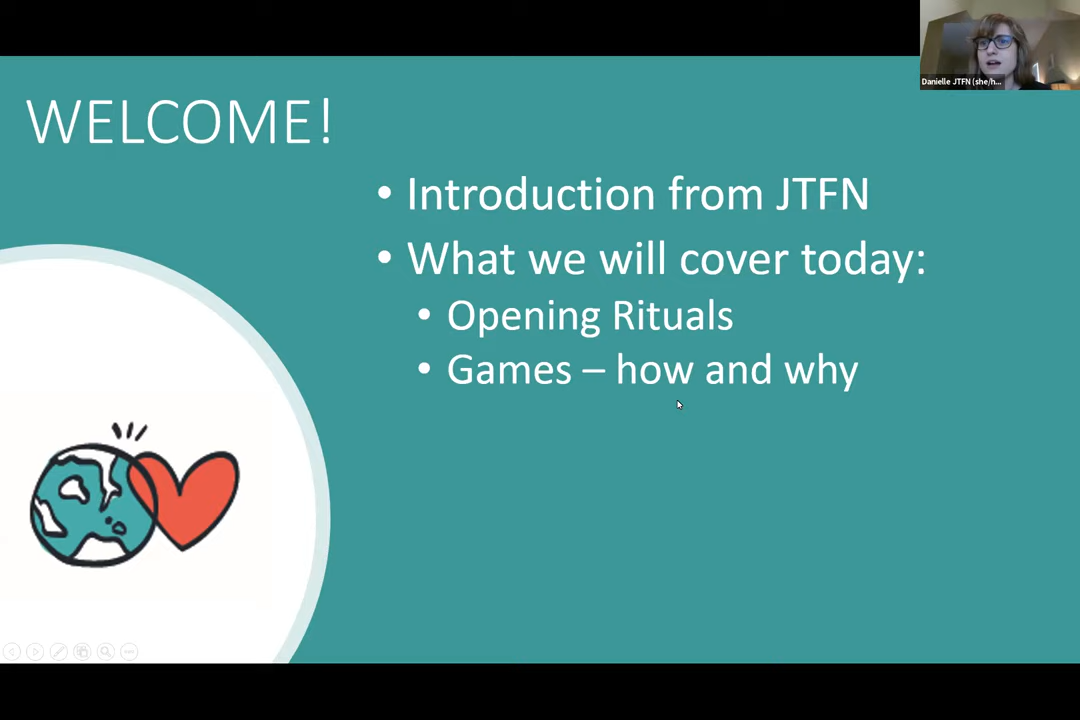 Danielle JTFN (she/h...
WELCOME!
• Introduction from JTFN
• What we will cover today:
• Opening Rituals
• Games – how and why